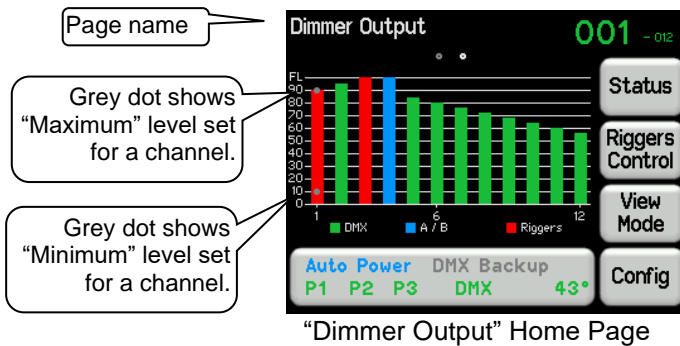 Page name
Dimmer Output
001 - 012
Grey dot shows
“Maximum” level set
for a channel.
Grey dot shows
“Minimum” level set
for a channel.
FL
90
80
70
60
50
40
30
20
10
0
1 6 12
DMX A / B Riggers
Status
Riggers
Control
View
Mode
Config
Auto Power DMX Backup
P1 P2 P3 DMX 43°
“Dimmer Output” Home Page